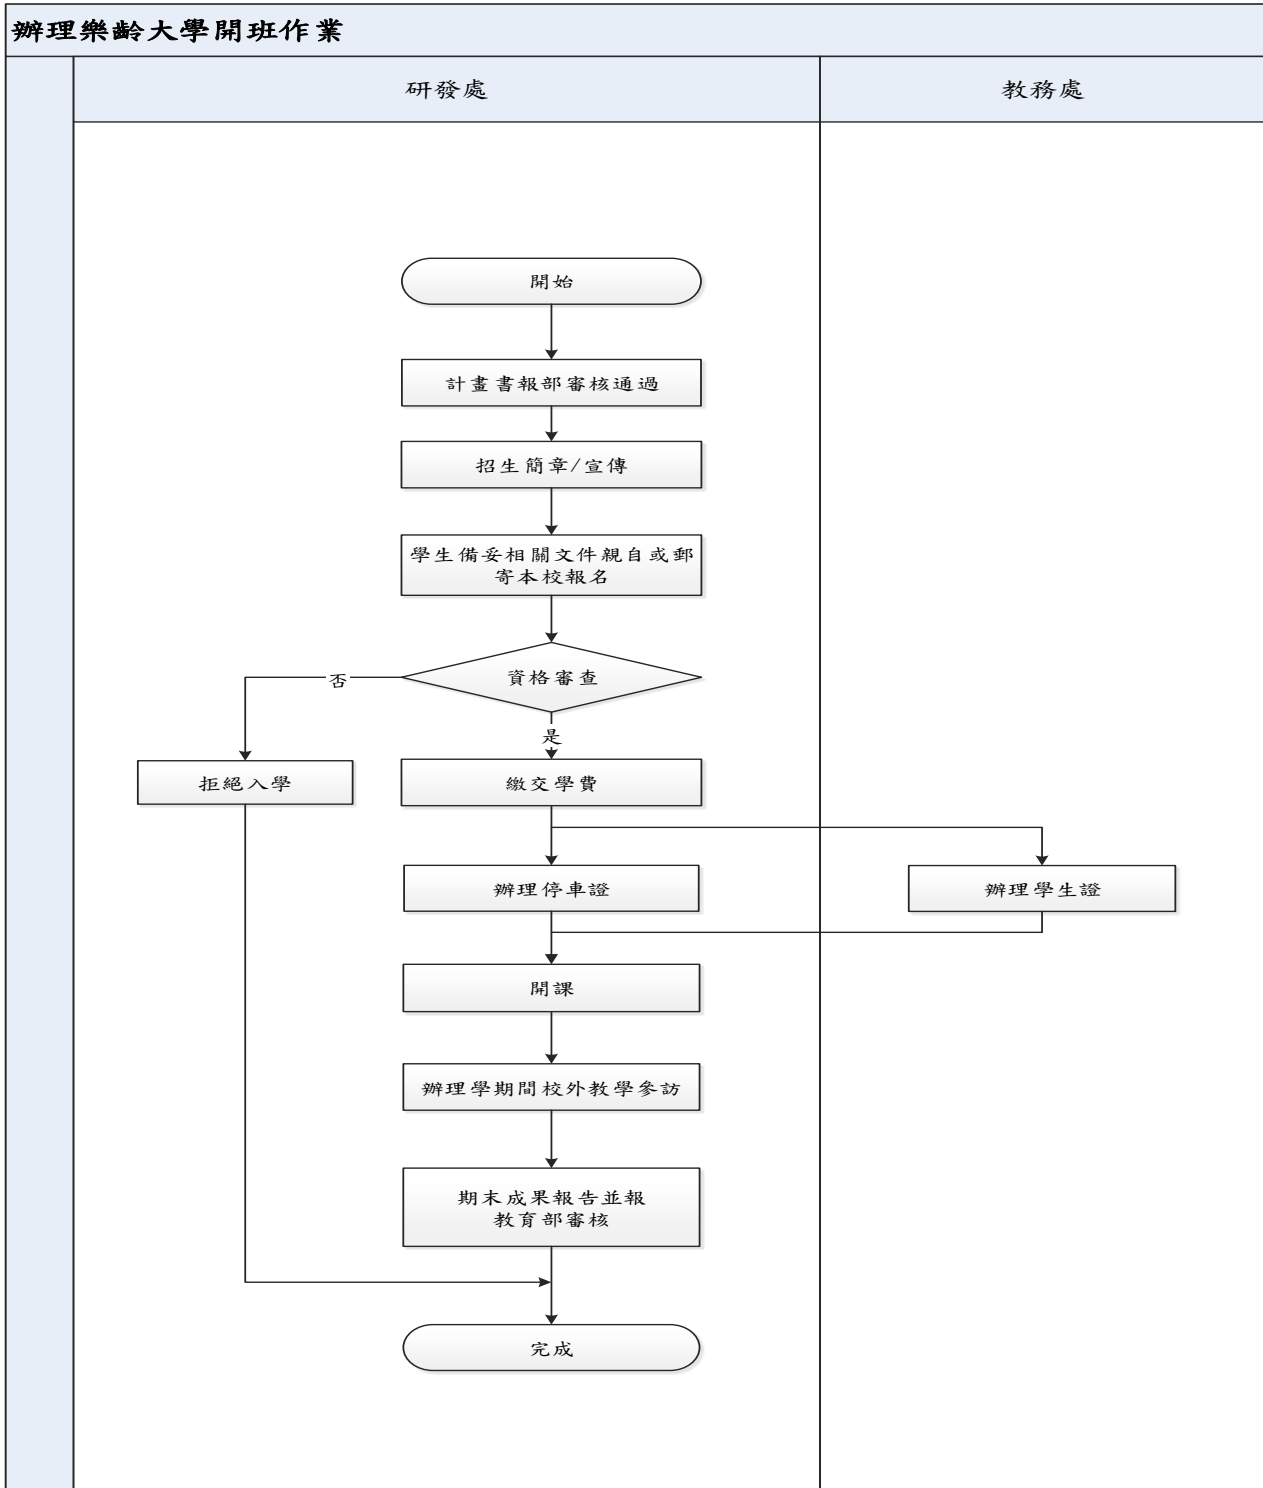 辦理樂齡大學開班作業
研發處
教務處
開始
計畫書報部審核通過
招生簡章/宣傳
學生備妥相關文件親自或郵
寄本校報名
資格審查
否
是
拒絕入學
繳交學費
辦理停車證
辦理學生證
開課
辦理學期間校外教學參訪
期末成果報告並報
教育部審核
完成